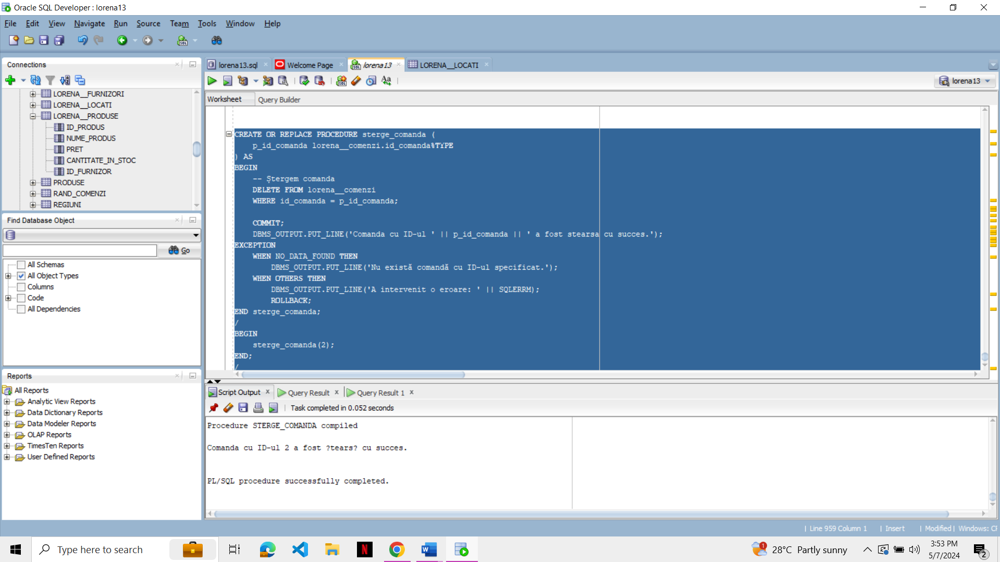 Oracle SQL Developer : lorena13
File Edit View Navigate Run Source Team Tools Window Help
Connections
LORENA__FURNIZORI
LORENA__LOCATI
LORENA__PRODUSE
ID_PRODUS
NUME_PRODUS
PRET
CANTITATE_IN_STOC
ID_FURNIZOR
PRODUSE
RAND_COMENZI
REGIUNI
Find Database Object
Go
All Schemas
All Object Types
Columns
Code
All Dependencies
Reports
All Reports
Analytic View Reports
Data Dictionary Reports
Data Modeler Reports
OLAP Reports
TimesTen Reports
User Defined Reports
lorena13.sql Welcome Page lorena13 LORENA__LOCATI
lorena13
Worksheet Query Builder
CREATE OR REPLACE PROCEDURE sterge_comanda (
p_id_comanda lorena__comenzi.id_comanda%TYPE
) AS
BEGIN
-- Ștergem comanda
DELETE FROM lorena__comenzi
WHERE id_comanda = p_id_comanda;
COMMIT;
DBMS_OUTPUT.PUT_LINE('Comanda cu ID-ul ' || p_id_comanda || ' a fost stearsa cu succes.');
EXCEPTION
WHEN NO_DATA_FOUND THEN
DBMS_OUTPUT.PUT_LINE('Nu există comandă cu ID-ul specificat.');
WHEN OTHERS THEN
DBMS_OUTPUT.PUT_LINE('A intervenit o eroare: ' || SQLERRM);
ROLLBACK;
END sterge_comanda;
/
BEGIN
sterge_comanda(2);
END;
/
Script Output Query Result Query Result 1
Task completed in 0.052 seconds
Procedure STERGE_COMANDA compiled
Comanda cu ID-ul 2 a fost ?tears? cu succes.
PL/SQL procedure successfully completed.
Line 959 Column 1 Insert Modified Windows: CF
Type here to search
28°C Partly sunny
3:53 PM
5/7/2024